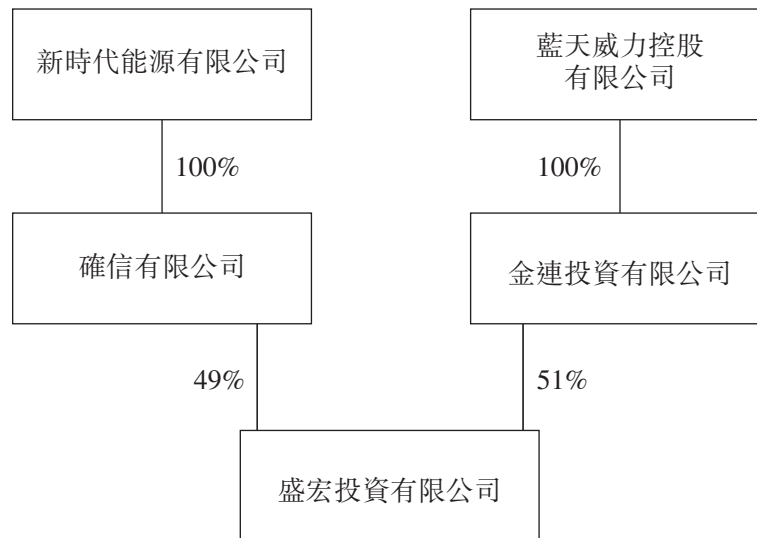 新時代能源有限公司
藍天威力控股
有限公司
100%
100%
確信有限公司
金連投資有限公司
49%
51%
盛宏投資有限公司